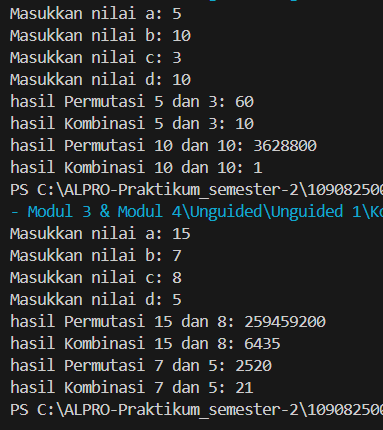 Masukkan nilai a: 5
Masukkan nilai b: 10
Masukkan nilai c: 3
Masukkan nilai d: 10
hasil Permutasi 5 dan 3: 60
hasil Kombinasi 5 dan 3: 10
hasil Permutasi 10 dan 10: 3628800
hasil Kombinasi 10 dan 10: 1
PS C:\ALPRO-Praktikum_semester-2\109082500
- Modul 3 & Modul 4\Unguided\Unguided 1\Ko
Masukkan nilai a: 15
Masukkan nilai b: 7
Masukkan nilai c: 8
Masukkan nilai d: 5
hasil Permutasi 15 dan 8: 259459200
hasil Kombinasi 15 dan 8: 6435
hasil Permutasi 7 dan 5: 2520
hasil Kombinasi 7 dan 5: 21
PS C:\ALPRO-Praktikum_semester-2\109082500